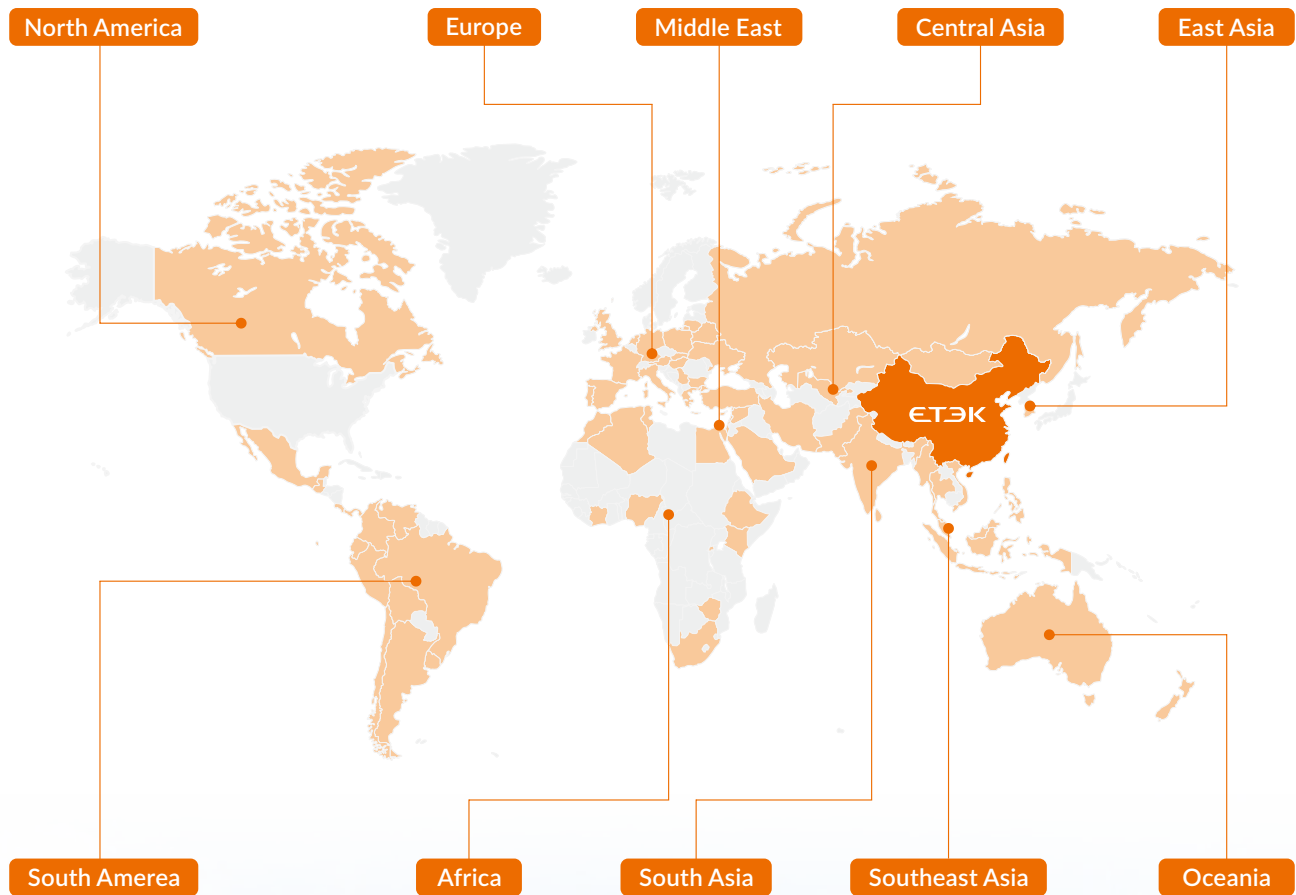 North America
Europe
Middle East
Central Asia
East Asia
ETEK
South Amerea
Africa
South Asia
Southeast Asia
Oceania